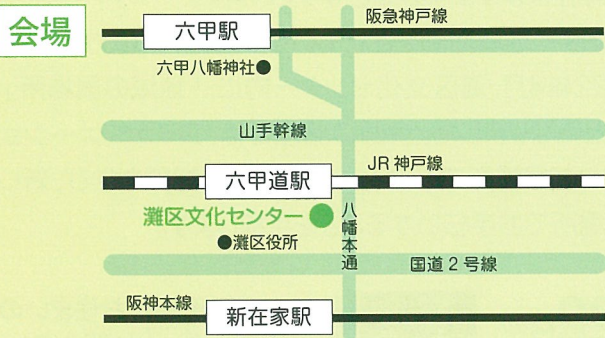 会場
阪急神戸線
六甲駅
六甲八幡神社
山手幹線
JR神戸線
六甲道駅
灘区文化センター
八幡本通
灘区役所
国道2号線
阪神本線
新在家駅